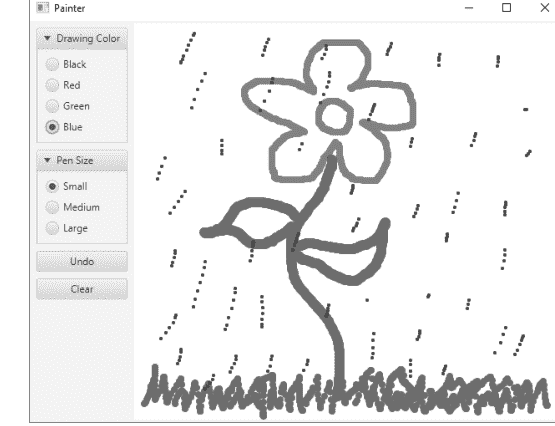 Painter
Drawing Color
Black
Red
Green
Blue
Pen Size
Small
Medium
Large
Undo
Clear